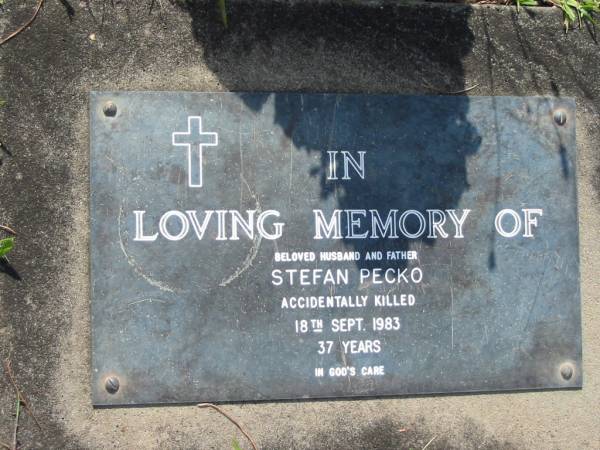 IN
LOVING MEMORY OF
BELOVED HUSBAND AND FATHER
STEFAN PECKO
ACCIDENTALLY KILLED
18TH SEPT. 1983
37 YEARS
IN GOD'S CARE